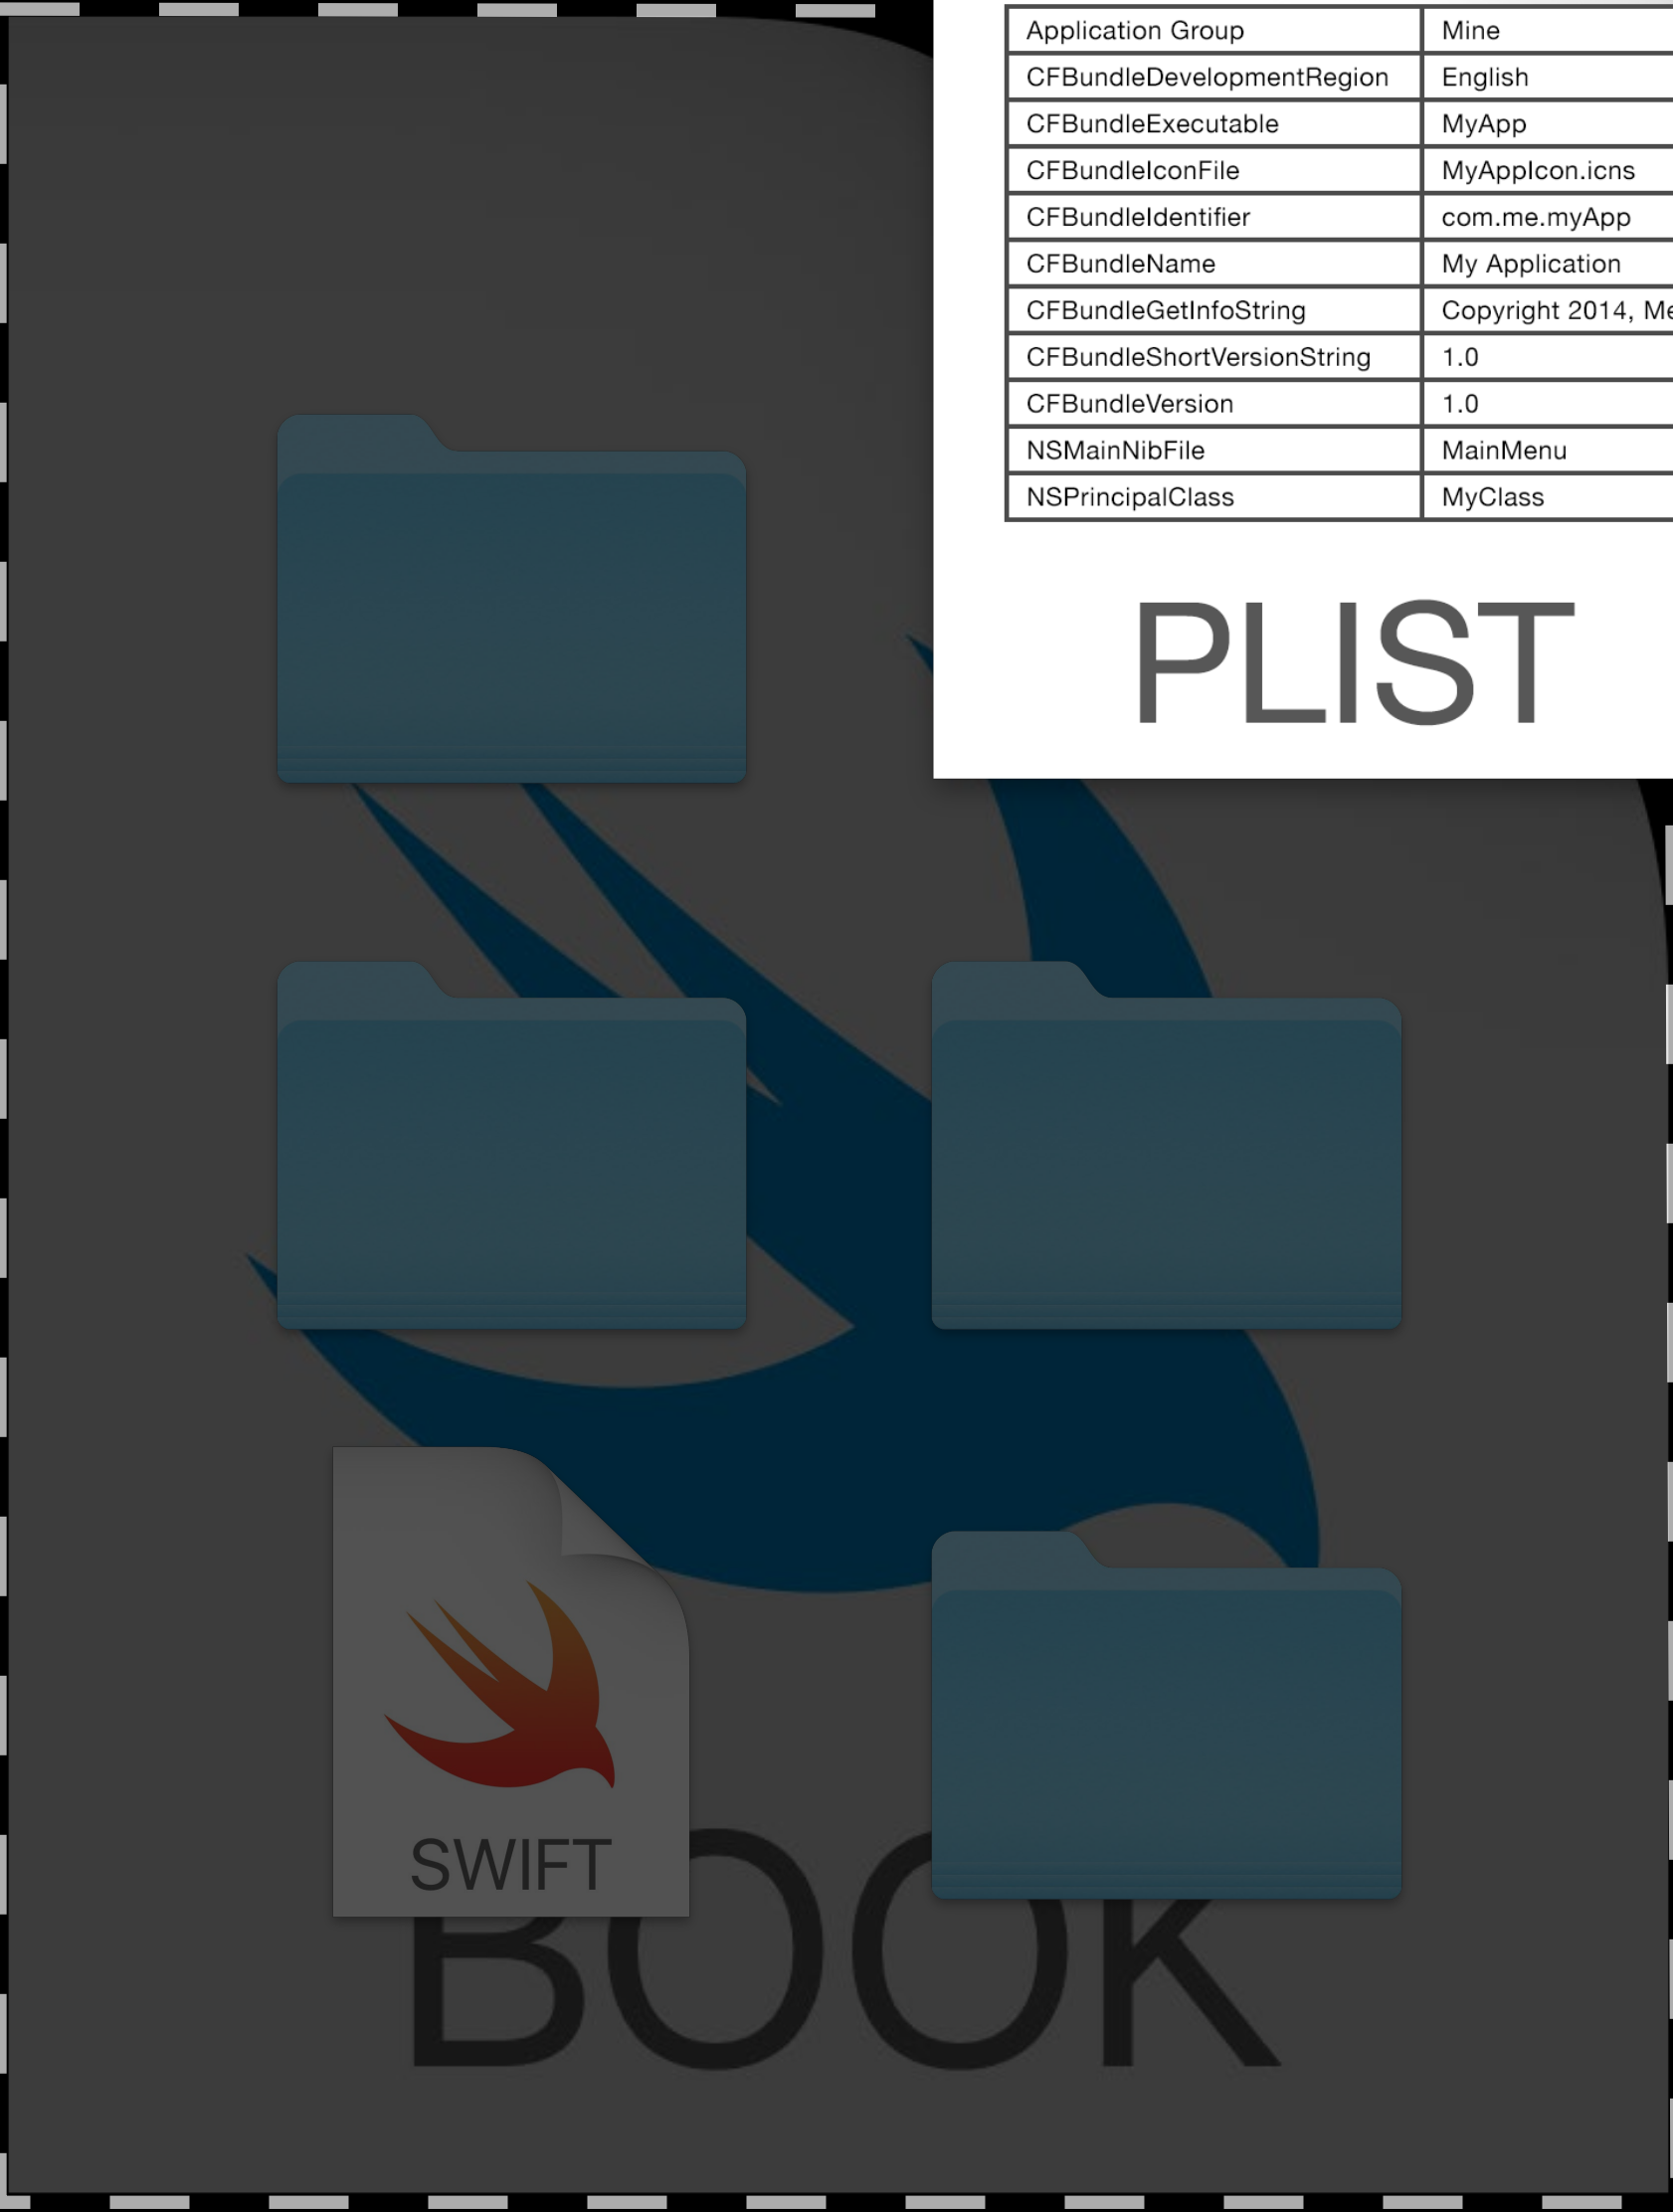 Application Group Mine
CFBundleDevelopmentRegion English
CFBundleExecutable MyApp
CFBundleIconFile MyAppIcon.icns
CFBundleIdentifier com.me.myApp
CFBundleName My Application
CFBundleGetInfoString Copyright 2014, Me
CFBundleShortVersionString 1.0
CFBundleVersion 1.0
NSMainNibFile MainMenu
NSPrincipalClass MyClass
PLIST
SWIFT
BOOK